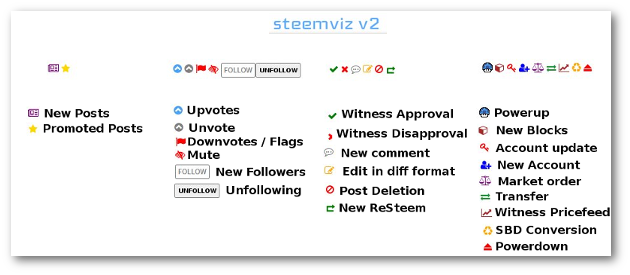 steemviz v2
FOLLOW UNFOLLOW
New Posts
Promoted Posts
Upvotes
Unvote
Downvotes / Flags
Mute
FOLLOW New Followers
UNFOLLOW Unfollowing
Witness Approval
Witness Disapproval
New comment
Edit in diff format
Post Deletion
New ReSteem
Powerup
New Blocks
Account update
New Account
Market order
Transfer
Witness Pricefeed
SBD Conversion
Powerdown